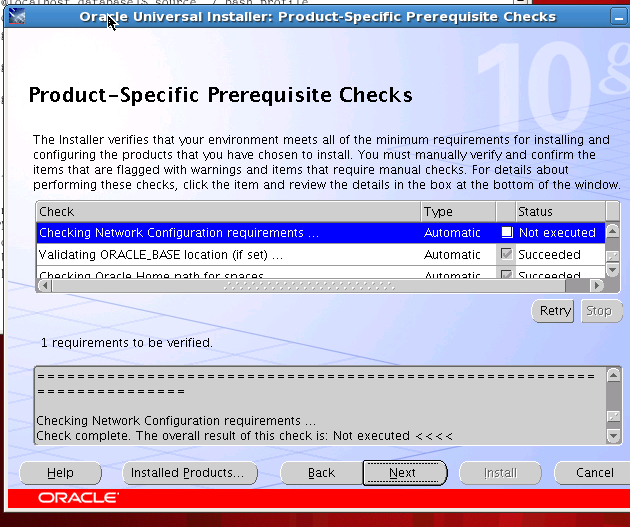 Oracle Universal Installer: Product-Specific Prerequisite Checks
10g
Product-Specific Prerequisite Checks
The Installer verifies that your environment meets all of the minimum requirements for installing and
configuring the products that you have chosen to install. You must manually verify and confirm the
items that are flagged with warnings and items that require manual checks. For details about
performing these checks, click the item and review the details in the box at the bottom of the window.
Check Type Status
Checking Network Configuration requirements ... Automatic Not executed
Validating ORACLE_BASE location (if set) ... Automatic Succeeded
Checking Oracle Home path for spaces Automatic Succeeded
Retry Stop
1 requirements to be verified.
================================================================
===============
Checking Network Configuration requirements ...
Check complete. The overall result of this check is: Not executed <<<<
Help Installed Products... Back Next Install Cancel
ORACLE